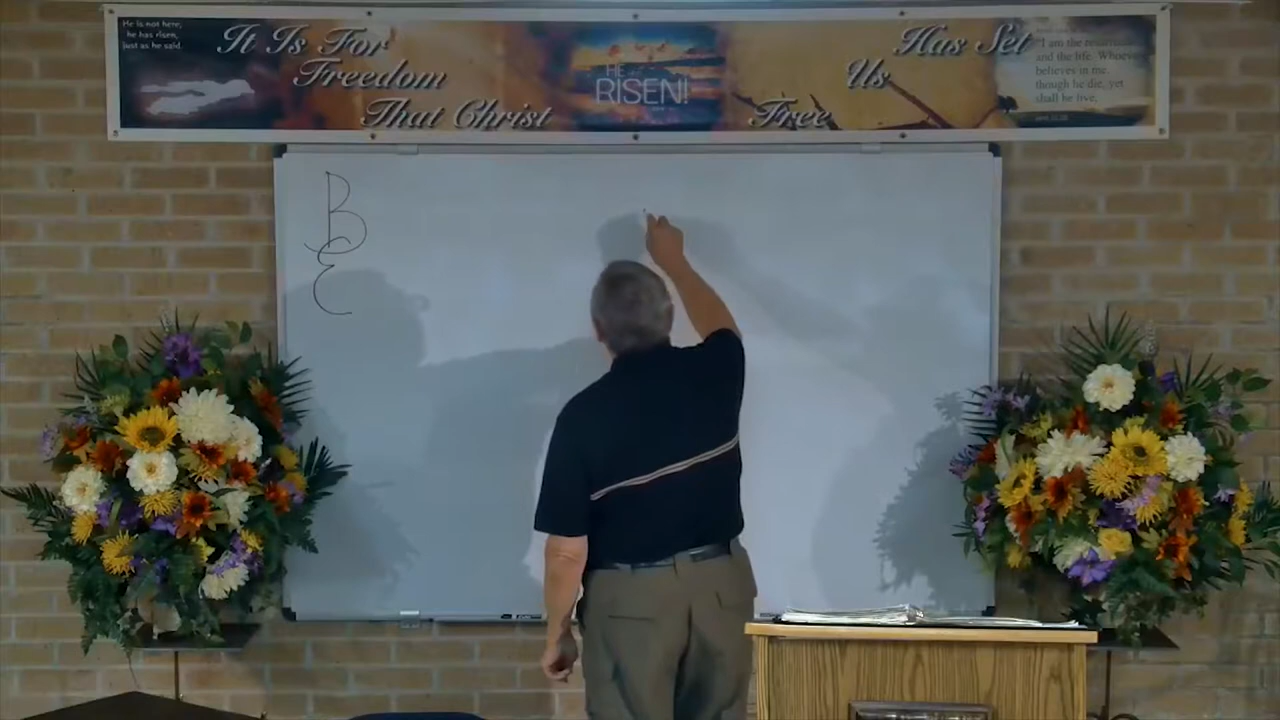 He is not here;
he has risen,
just as he said.
It Is For
Freedom
That Christ
HE
RISEN!
Has Set
Us
Free
"I am the resurrection
and the life. Whoever
believes in me,
though he die, yet
shall he live,
B
E